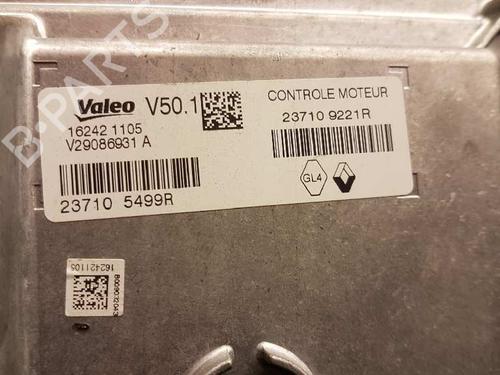 B-PARTS
Valeo V50.1
16242 1105
V29086931 A
23710 5499R
CONTROLE MOTEUR
23710 9221R
GL4
162421105